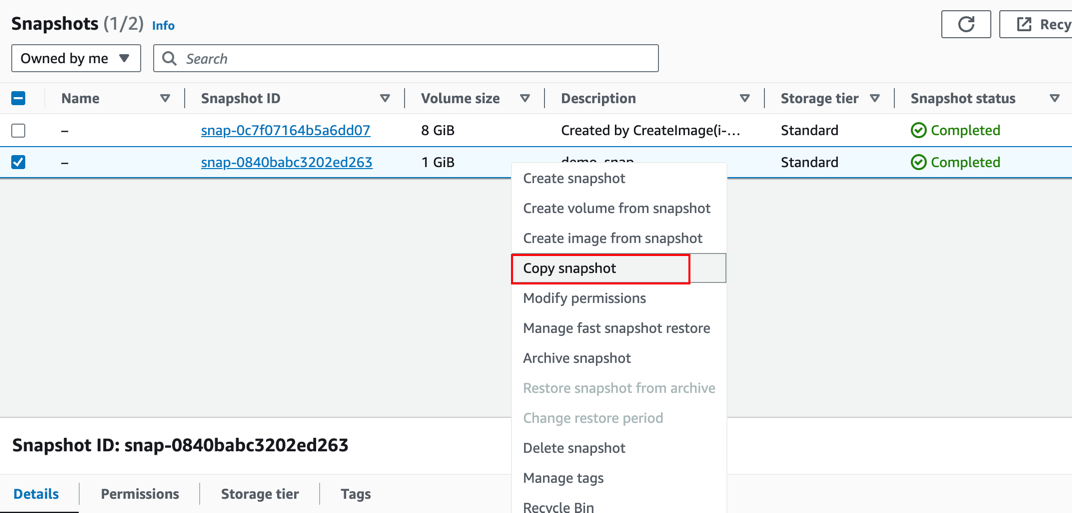 Snapshots (1/2) Info
Recy
Owned by me
Search
Name Snapshot ID Volume size Description Storage tier Snapshot status
– snap-0c7f07164b5a6dd07 8 GiB Created by CreateImage(i-... Standard Completed
– snap-0840babc3202ed263 1 GiB demo_snap Standard Completed
Create snapshot
Create volume from snapshot
Create image from snapshot
Copy snapshot
Modify permissions
Manage fast snapshot restore
Archive snapshot
Restore snapshot from archive
Change restore period
Delete snapshot
Manage tags
Recycle Bin
Snapshot ID: snap-0840babc3202ed263
Details Permissions Storage tier Tags